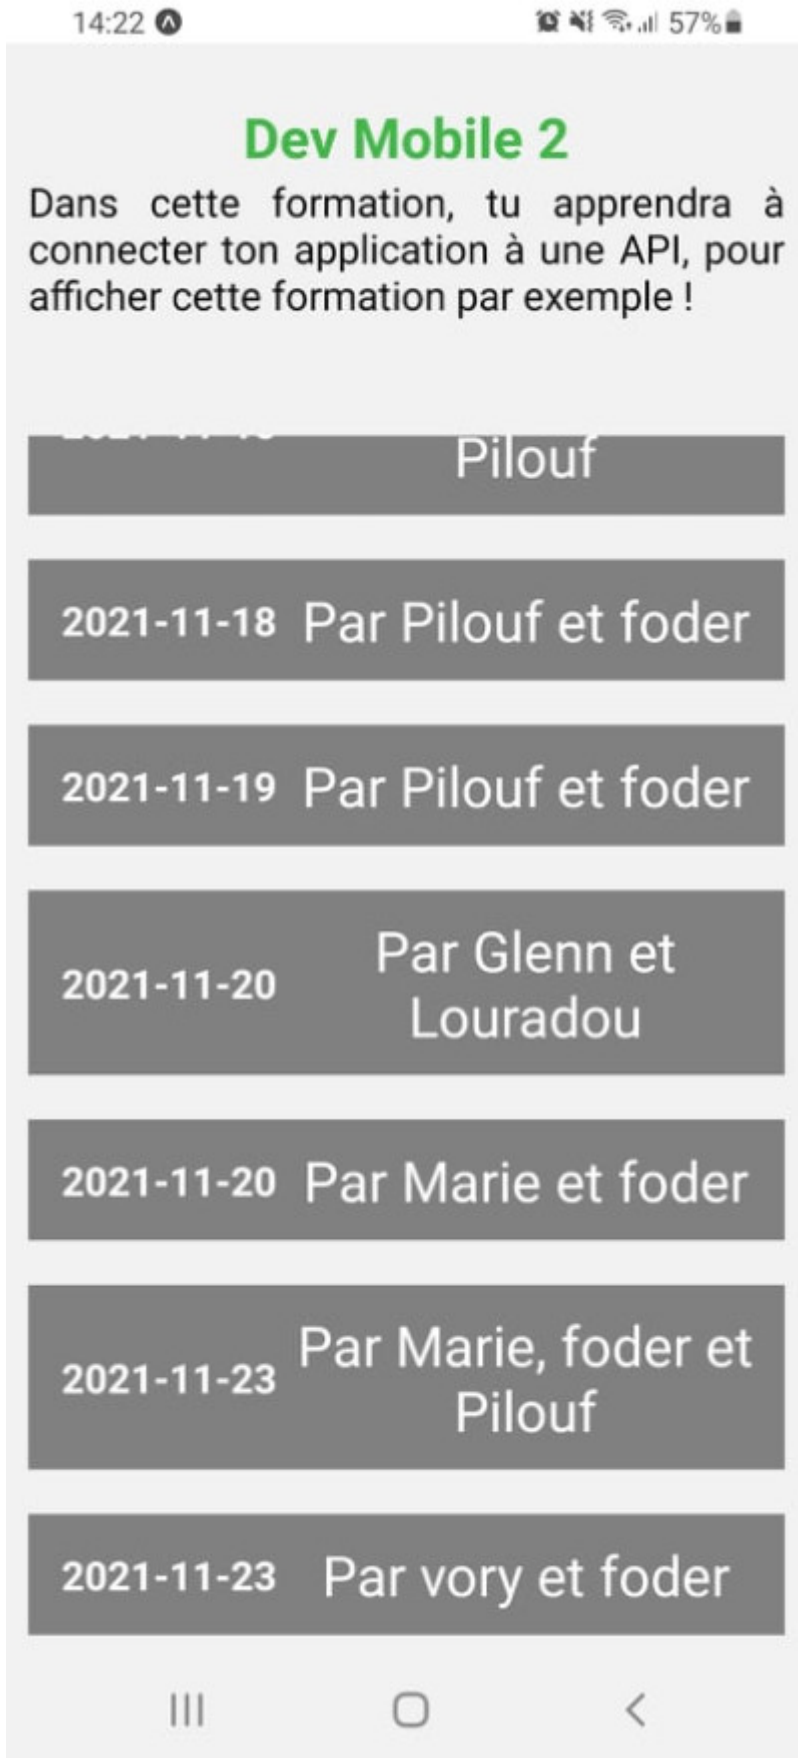 14:22
57%
Dev Mobile 2
Dans cette formation, tu apprendra à
connecter ton application à une API, pour
afficher cette formation par exemple !
Pilouf
2021-11-18 Par Pilouf et foder
2021-11-19 Par Pilouf et foder
2021-11-20 Par Glenn et
Louradou
2021-11-20 Par Marie et foder
2021-11-23 Par Marie, foder et
Pilouf
2021-11-23 Par vory et foder